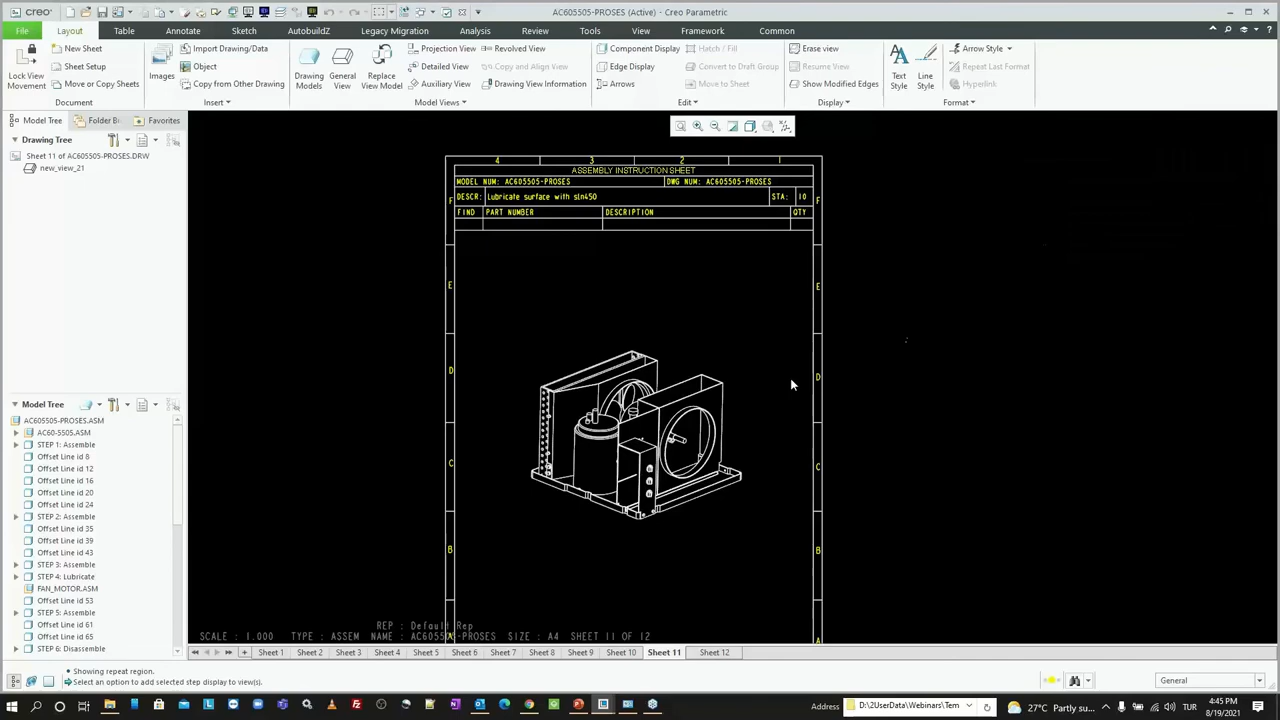 creo
AC605505-PROSES (Active) - Creo Parametric
File Layout Table Annotate Sketch AutobuildZ Legacy Migration Analysis Review Tools View Framework Common
Lock View Movement
New Sheet
Sheet Setup
Move or Copy Sheets
Document
Images
Import Drawing/Data
Object
Copy from Other Drawing
Insert
Drawing Models
General View
Replace View Model
Projection View
Detailed View
Auxiliary View
Revolved View
Copy and Align View
Drawing View Information
Model Views
Component Display
Edge Display
Arrows
Hatch / Fill
Convert to Draft Group
Move to Sheet
Edit
Erase view
Resume View
Show Modified Edges
Display
Text Style
Line Style
Arrow Style
Repeat Last Format
Hyperlink
Format
Model Tree Folder B Favorites
Drawing Tree
Sheet 11 of AC605505-PROSES.DRW
new_view_21
Model Tree
AC605505-PROSES.ASM
AC60-5505.ASM
STEP 1: Assemble
Offset Line id 8
Offset Line id 12
Offset Line id 16
Offset Line id 20
Offset Line id 24
STEP 2: Assemble
Offset Line id 35
Offset Line id 39
Offset Line id 43
STEP 3: Assemble
STEP 4: Lubricate
FAN_MOTOR.ASM
Offset Line id 53
STEP 5: Assemble
Offset Line id 61
Offset Line id 65
STEP 6: Disassemble
4 3 2 1
ASSEMBLY INSTRUCTION SHEET
MODEL NUM: AC605505-PROSES DWG NUM: AC605505-PROSES
F DESCR: Lubricate surface with sln450 STA: 10 F
FIND PART NUMBER DESCRIPTION QTY
E E
D D
C C
B B
A A
REP : Default Rep
SCALE : 1.000 TYPE : ASSEM NAME : AC605505-PROSES SIZE : A4 SHEET 11 OF 12
Sheet 1 Sheet 2 Sheet 3 Sheet 4 Sheet 5 Sheet 6 Sheet 7 Sheet 8 Sheet 9 Sheet 10 Sheet 11 Sheet 12
Showing repeat region.
Select an option to add selected step display to view(s).
General
Address D:\2UserData\Webinars\Tem
27°C Partly su... TUR 4:45 PM
8/19/2021